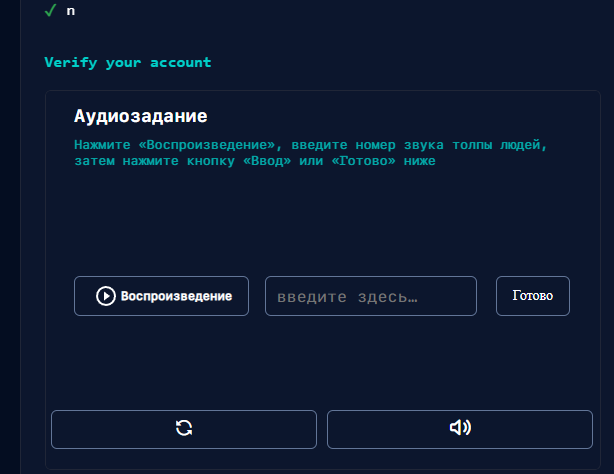 n
Verify your account
Аудиозадание
Нажмите «Воспроизведение», введите номер звука толпы людей,
затем нажмите кнопку «Ввод» или «Готово» ниже
Воспроизведение
введите здесь…
Готово